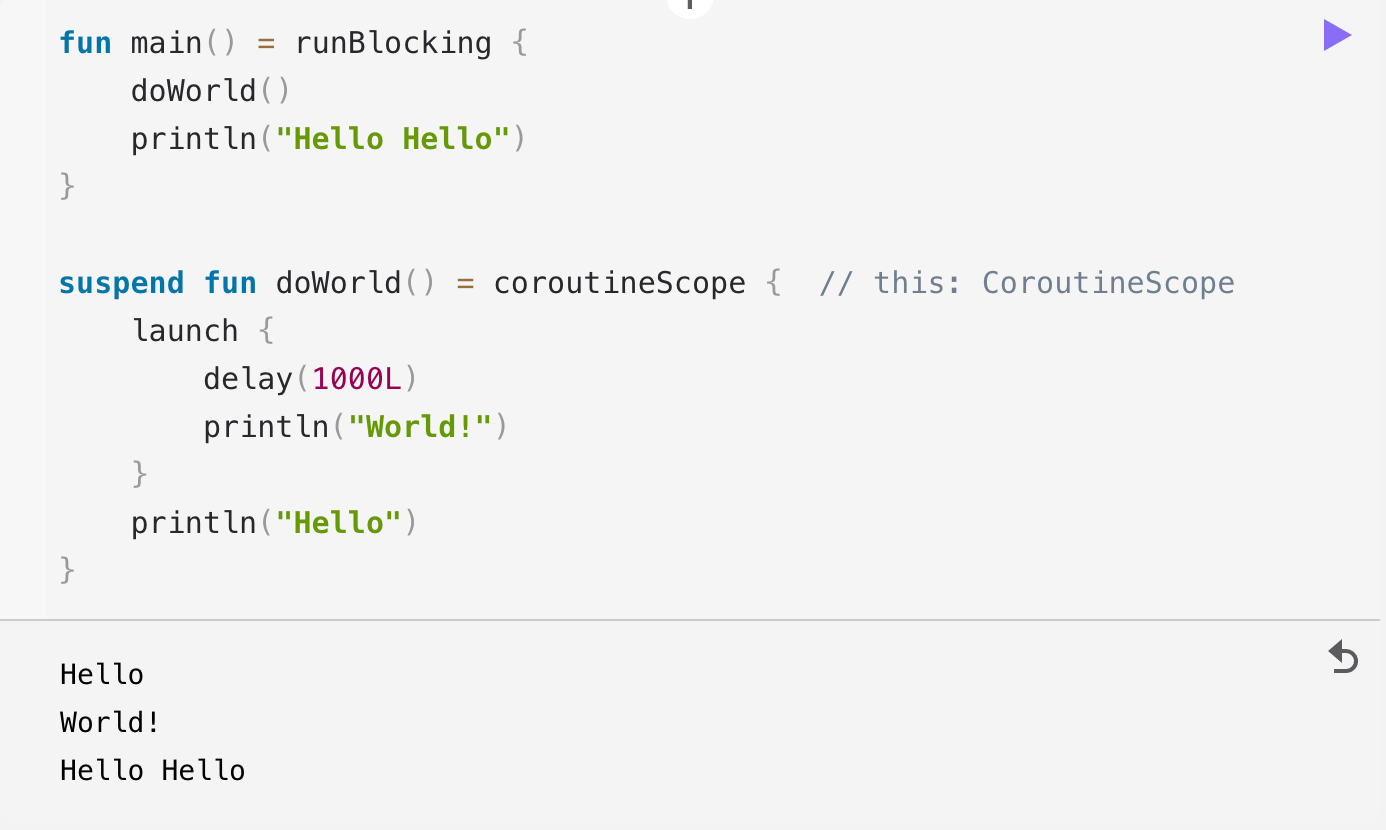 fun main() = runBlocking {
    doWorld()
    println("Hello Hello")
}

suspend fun doWorld() = coroutineScope {  // this: CoroutineScope
    launch {
        delay(1000L)
        println("World!")
    }
    println("Hello")
}
Hello
World!
Hello Hello